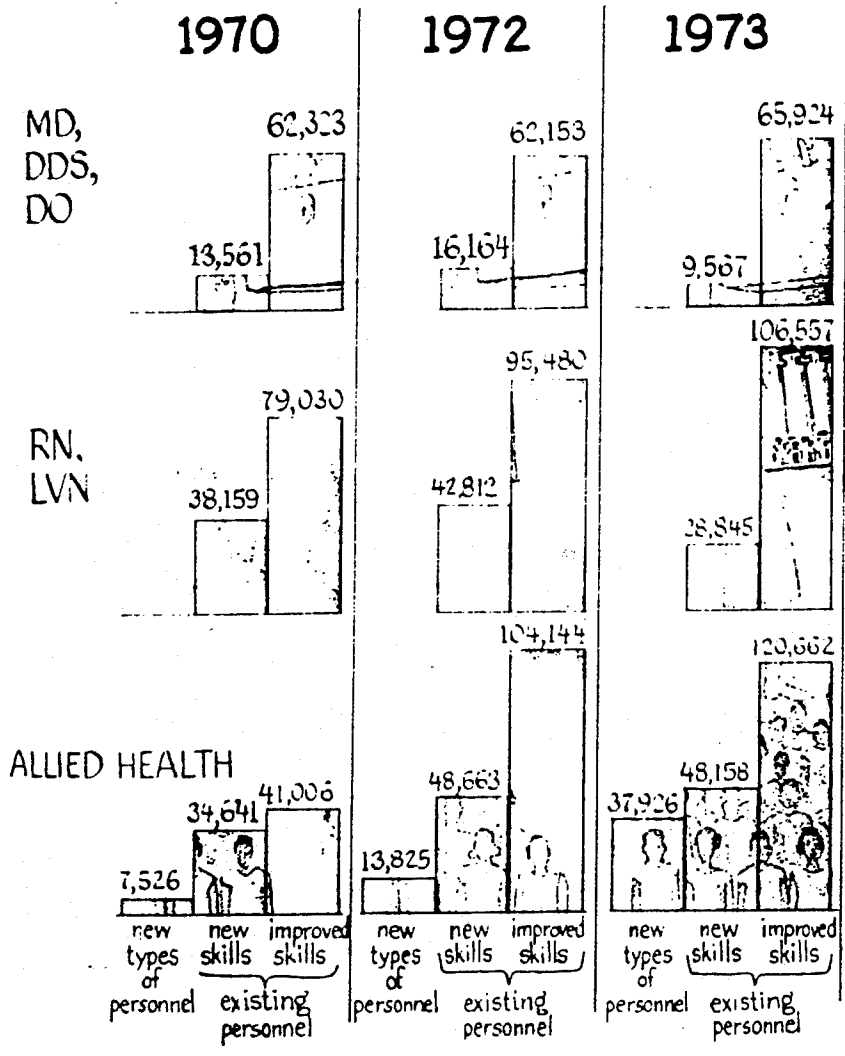 1970 1972 1973
MD,
DDS,
DO
62,323 62,153 65,924
13,561 16,164 9,567
RN,
LVN
79,030 95,480 106,557
38,159 42,812 28,845
ALLIED HEALTH
41,006 104,144 120,662
34,641 48,663 48,158
7,526 13,825 37,926
new types of personnel
new skills
improved skills
existing personnel
new types of personnel
new skills
improved skills
existing personnel
new types of personnel
new skills
improved skills
existing personnel